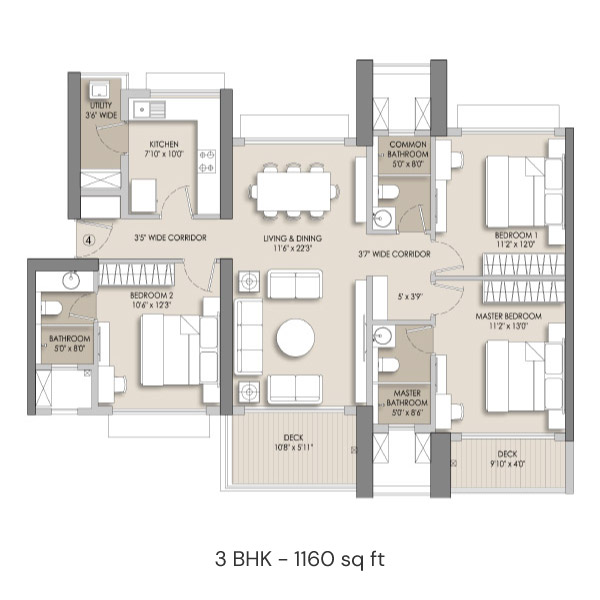 UTILITY
3'6" WIDE
KITCHEN
7'10" x 10'0"
COMMON
BATHROOM
5'0" x 8'0"
4
3'5" WIDE CORRIDOR
LIVING & DINING
11'6" x 22'3"
3'7" WIDE CORRIDOR
BEDROOM 1
11'2" x 12'0"
BEDROOM 2
10'6" x 12'3"
5' x 3'9"
MASTER BEDROOM
11'2" x 13'0"
BATHROOM
5'0" x 8'0"
MASTER
BATHROOM
5'0" x 8'6"
DECK
10'8" x 5'11"
DECK
9'10" x 4'0"
3 BHK - 1160 sq ft